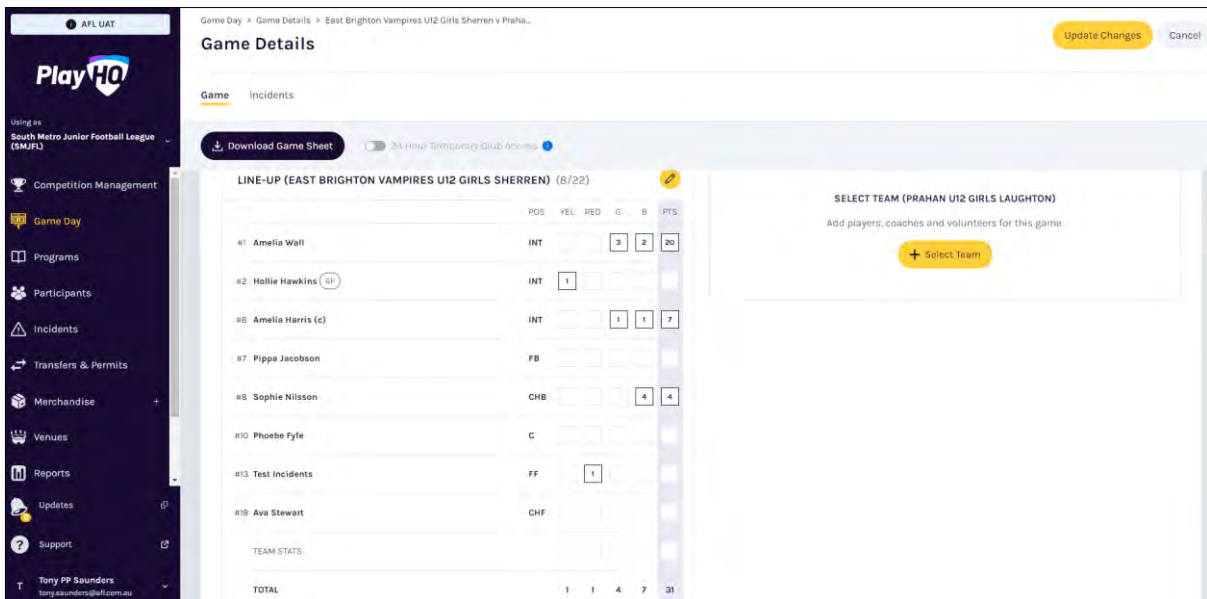 AFL UAT
PlayHQ
Using as
South Metro Junior Football League
(SMJFL)
Competition Management
Game Day
Programs
Participants
Incidents
Transfers & Permits
Merchandise +
Venues
Reports
Updates
0
? Support
T Tony PP Saunders
tony.saunders@afl.com.au
Game Day > Game Details > East Brighton Vampires U12 Girls Sherren v Praha...
Game Details
Update Changes Cancel
Game Incidents
Download Game Sheet 24 Hour Temporary Club Access
LINE-UP (EAST BRIGHTON VAMPIRES U12 GIRLS SHERREN) (8/22)
POS YEL RED G B PTS
#1 Amelia Wall INT 3 2 20
#2 Hollie Hawkins INT 1
#6 Amelia Harris (c) INT 1 1 7
#7 Pippa Jacobson FB
#8 Sophie Nilsson CHB 4 4
#10 Phoebe Fyfe C
#13 Test Incidents FF 1
Ava Stewart CHF
TEAM STATS
TOTAL 1 1 4 7 31
SELECT TEAM (PRAHAN U12 GIRLS LAUGHTON)
Add players, coaches and volunteers for this game.
+ Select Team